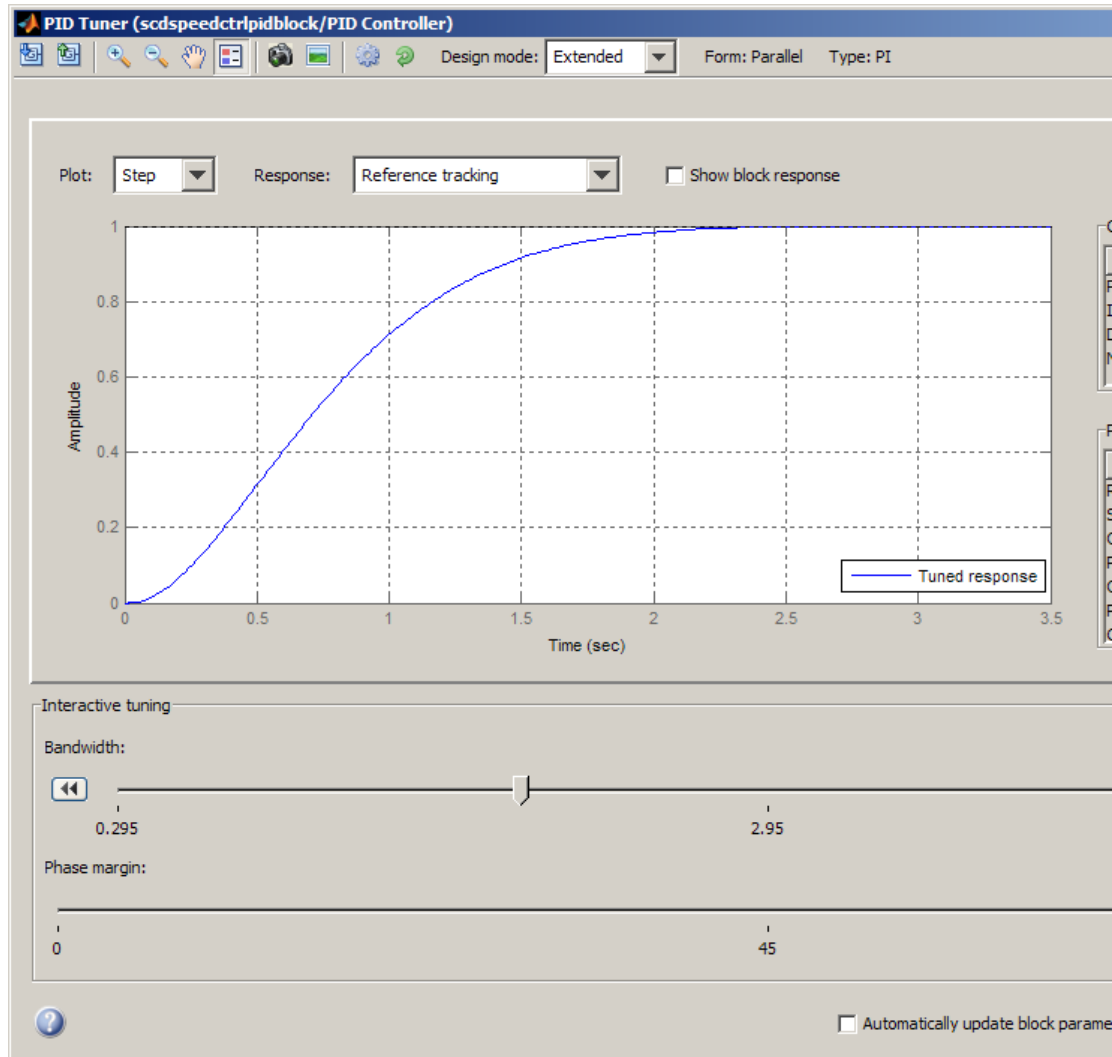 PID Tuner (scdspeedctrlpidblock/PID Controller)
Design mode: Extended Form: Parallel Type: PI
Plot: Step Response: Reference tracking Show block response
1
0.8
0.6
0.4
0.2
0
Amplitude
Tuned response
0 0.5 1 1.5 2 2.5 3 3.5
Time (sec)
Interactive tuning
Bandwidth:
0.295 2.95
Phase margin:
0 45
Automatically update block parame